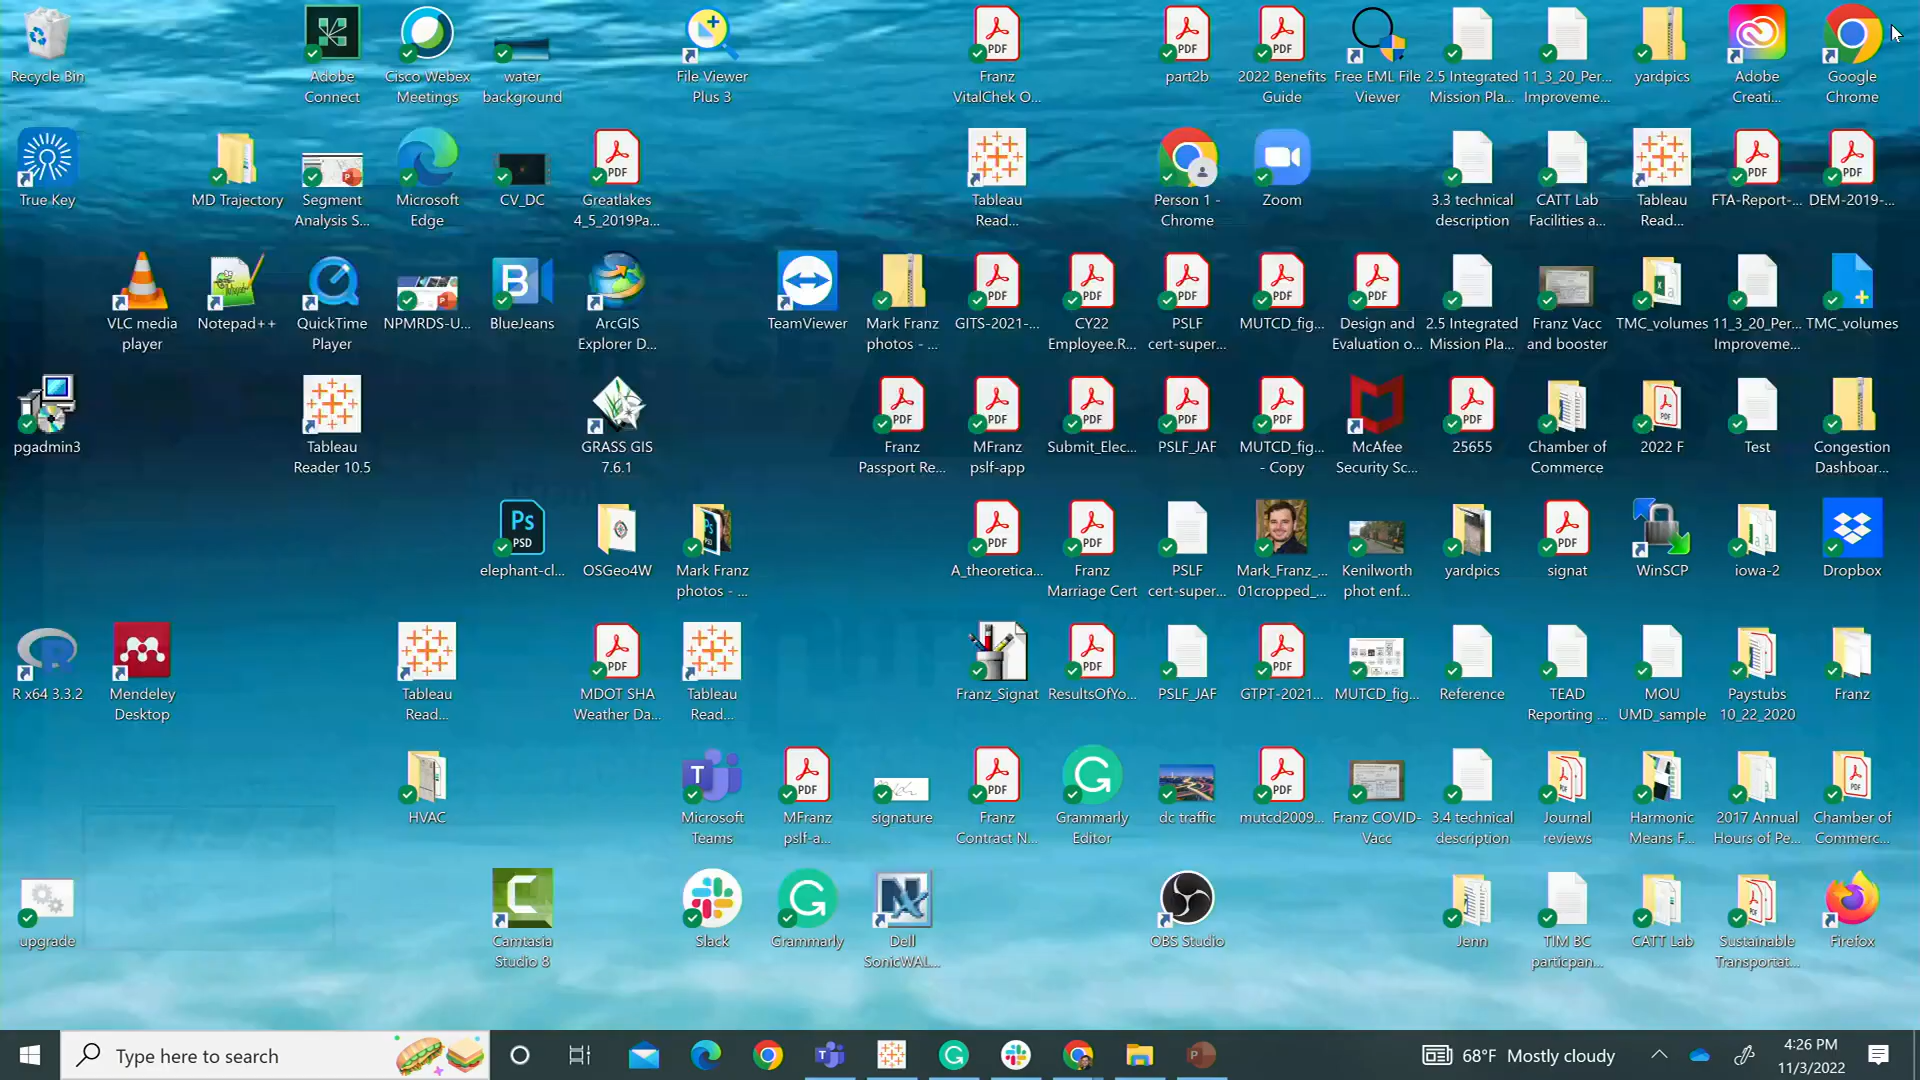 Recycle Bin
Adobe
Connect
Cisco Webex
Meetings
water
background
File Viewer
Plus 3
Franz
VitalChek O...
part2b
2022 Benefits
Guide
Free EML File
Viewer
2.5 Integrated
Mission Pla...
11_3_20_Per...
Improveme...
yardpics
Adobe
Creati...
Google
Chrome
True Key
MD Trajectory
Segment
Analysis S...
Microsoft
Edge
CV_DC
Greatlakes
4_5_2019Pa...
Tableau
Read...
Person 1 -
Chrome
Zoom
3.3 technical
description
CATT Lab
Facilities a...
Tableau
Read...
FTA-Report-...
DEM-2019-...
VLC media
player
Notepad++
QuickTime
Player
NPMRDS-U...
BlueJeans
ArcGIS
Explorer D...
TeamViewer
Mark Franz
photos - ...
GITS-2021-...
CY22
Employee.R...
PSLF
cert-super...
MUTCD_fig...
Design and
Evaluation o...
2.5 Integrated
Mission Pla...
Franz Vacc
and booster
TMC_volumes
11_3_20_Per...
Improveme...
TMC_volumes
pgadmin3
Tableau
Reader 10.5
GRASS GIS
7.6.1
Franz
Passport Re...
MFranz
pslf-app
Submit_Elec...
PSLF_JAF
MUTCD_fig...
- Copy
McAfee
Security Sc...
25655
Chamber of
Commerce
2022 F
Test
Congestion
Dashboar...
elephant-cl...
OSGeo4W
Mark Franz
photos - ...
A_theoretica...
Franz
Marriage Cert
PSLF
cert-super...
Mark_Franz_...
01cropped_...
Kenilworth
phot enf...
yardpics
signat
WinSCP
iowa-2
Dropbox
R x64 3.3.2
Mendeley
Desktop
Tableau
Read...
MDOT SHA
Weather Da...
Tableau
Read...
Franz_Signat
ResultsOfYo...
PSLF_JAF
GTPT-2021...
MUTCD_fig...
Reference
TEAD
Reporting ...
MOU
UMD_sample
Paystubs
10_22_2020
Franz
HVAC
Microsoft
Teams
MFranz
pslf-a...
signature
Franz
Contract N...
Grammarly
Editor
dc traffic
mutcd2009...
Franz COVID-
Vacc
3.4 technical
description
Journal
reviews
Harmonic
Means F...
2017 Annual
Hours of Pe...
Chamber of
Commerc...
upgrade
Camtasia
Studio 8
Slack
Grammarly
Dell
SonicWAL...
OBS Studio
Jenn
TIM BC
particpan...
CATT Lab
Sustainable
Transportat...
Firefox
Type here to search
68°F Mostly cloudy
4:26 PM
11/3/2022